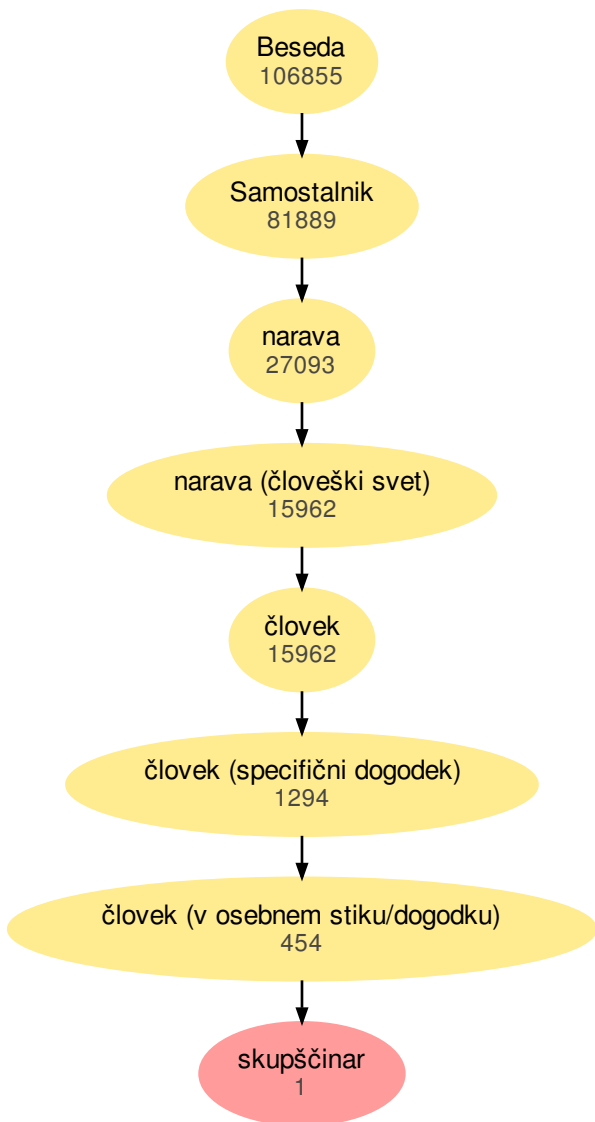 Beseda
106855
Samostalnik
81889
narava
27093
narava (človeški svet)
15962
človek
15962
človek (specifični dogodek)
1294
človek (v osebnem stiku/dogodku)
454
skupščinar
1